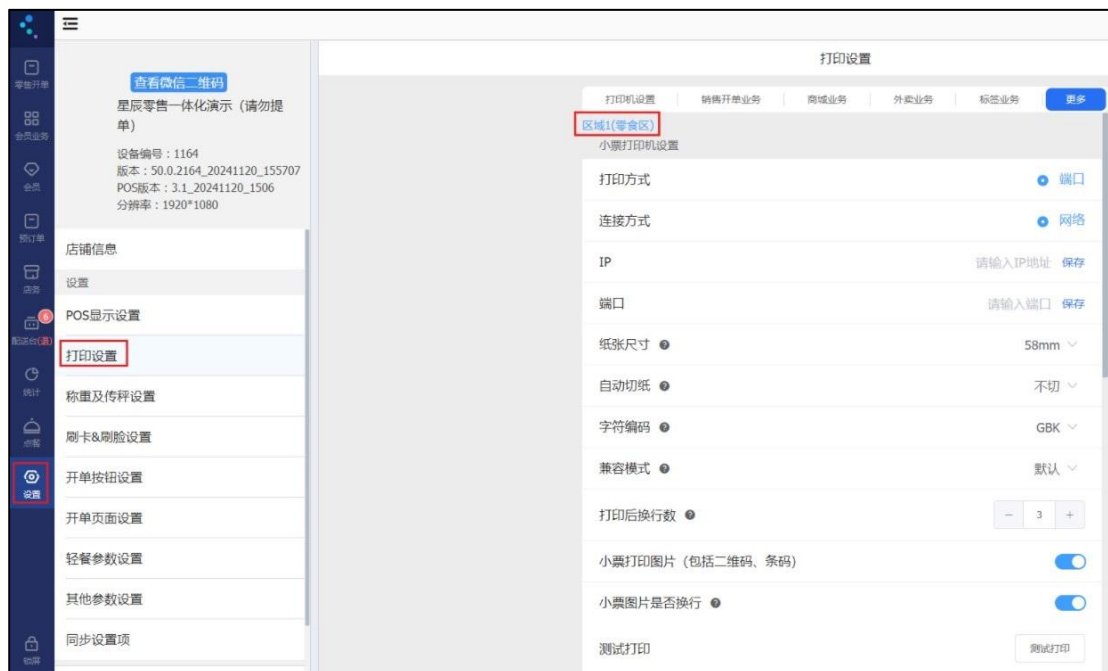 零售开单
会员业务
会员
预订单
店务
6
配送台(退)
统计
点餐
设置
锁屏
查看微信二维码
星辰零售一体化演示（请勿提
单）
设备编号：1164
版本：50.0.2164_20241120_155707
POS版本：3.1_20241120_1506
分辨率：1920*1080
店铺信息
设置
POS显示设置
打印设置
称重及传秤设置
刷卡&刷脸设置
开单按钮设置
开单页面设置
轻餐参数设置
其他参数设置
同步设置项
打印设置
打印机设置 销售开单业务 商城业务 外卖业务 标签业务 更多
区域1(零食区)
小票打印机设置
打印方式 端口
连接方式 网络
IP 请输入IP地址 保存
端口 请输入端口 保存
纸张尺寸 58mm
自动切纸 不切
字符编码 GBK
兼容模式 默认
打印后换行数 - 3 +
小票打印图片（包括二维码、条码）
小票图片是否换行
测试打印 测试打印